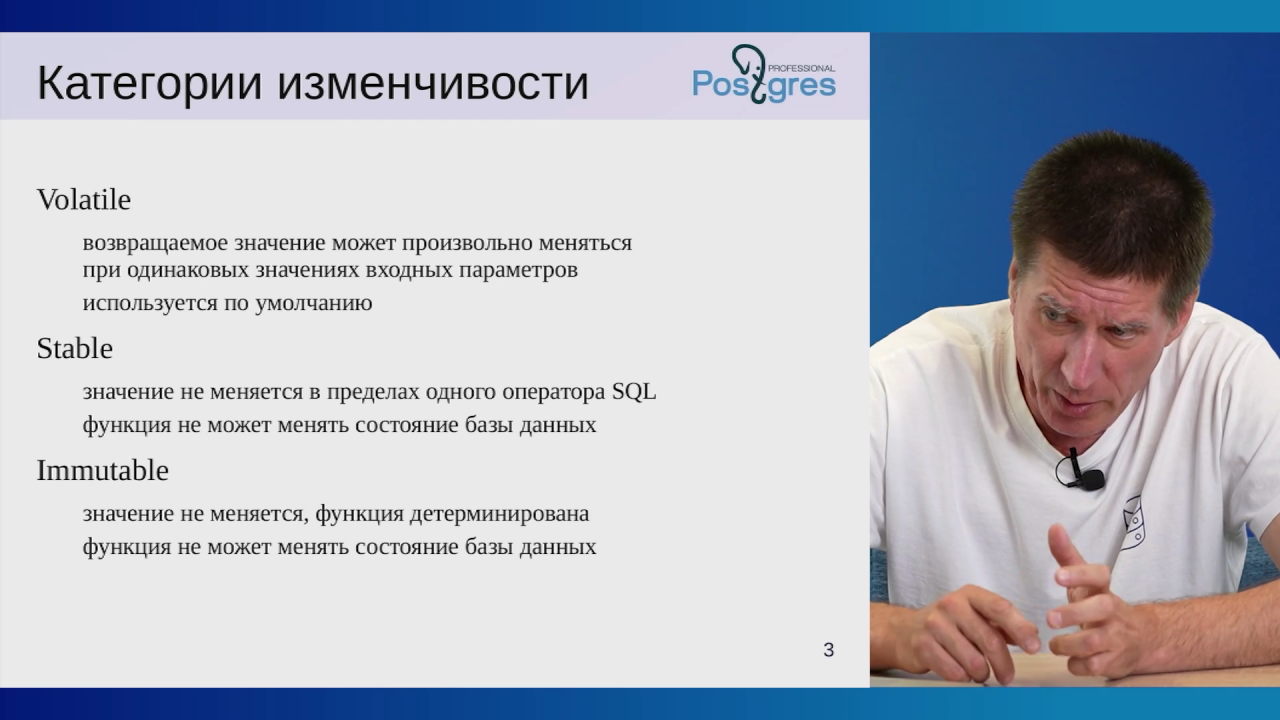 Категории изменчивости
PROFESSIONAL
Postgres
Volatile
возвращаемое значение может произвольно меняться
при одинаковых значениях входных параметров
используется по умолчанию
Stable
значение не меняется в пределах одного оператора SQL
функция не может менять состояние базы данных
Immutable
значение не меняется, функция детерминирована
функция не может менять состояние базы данных
3